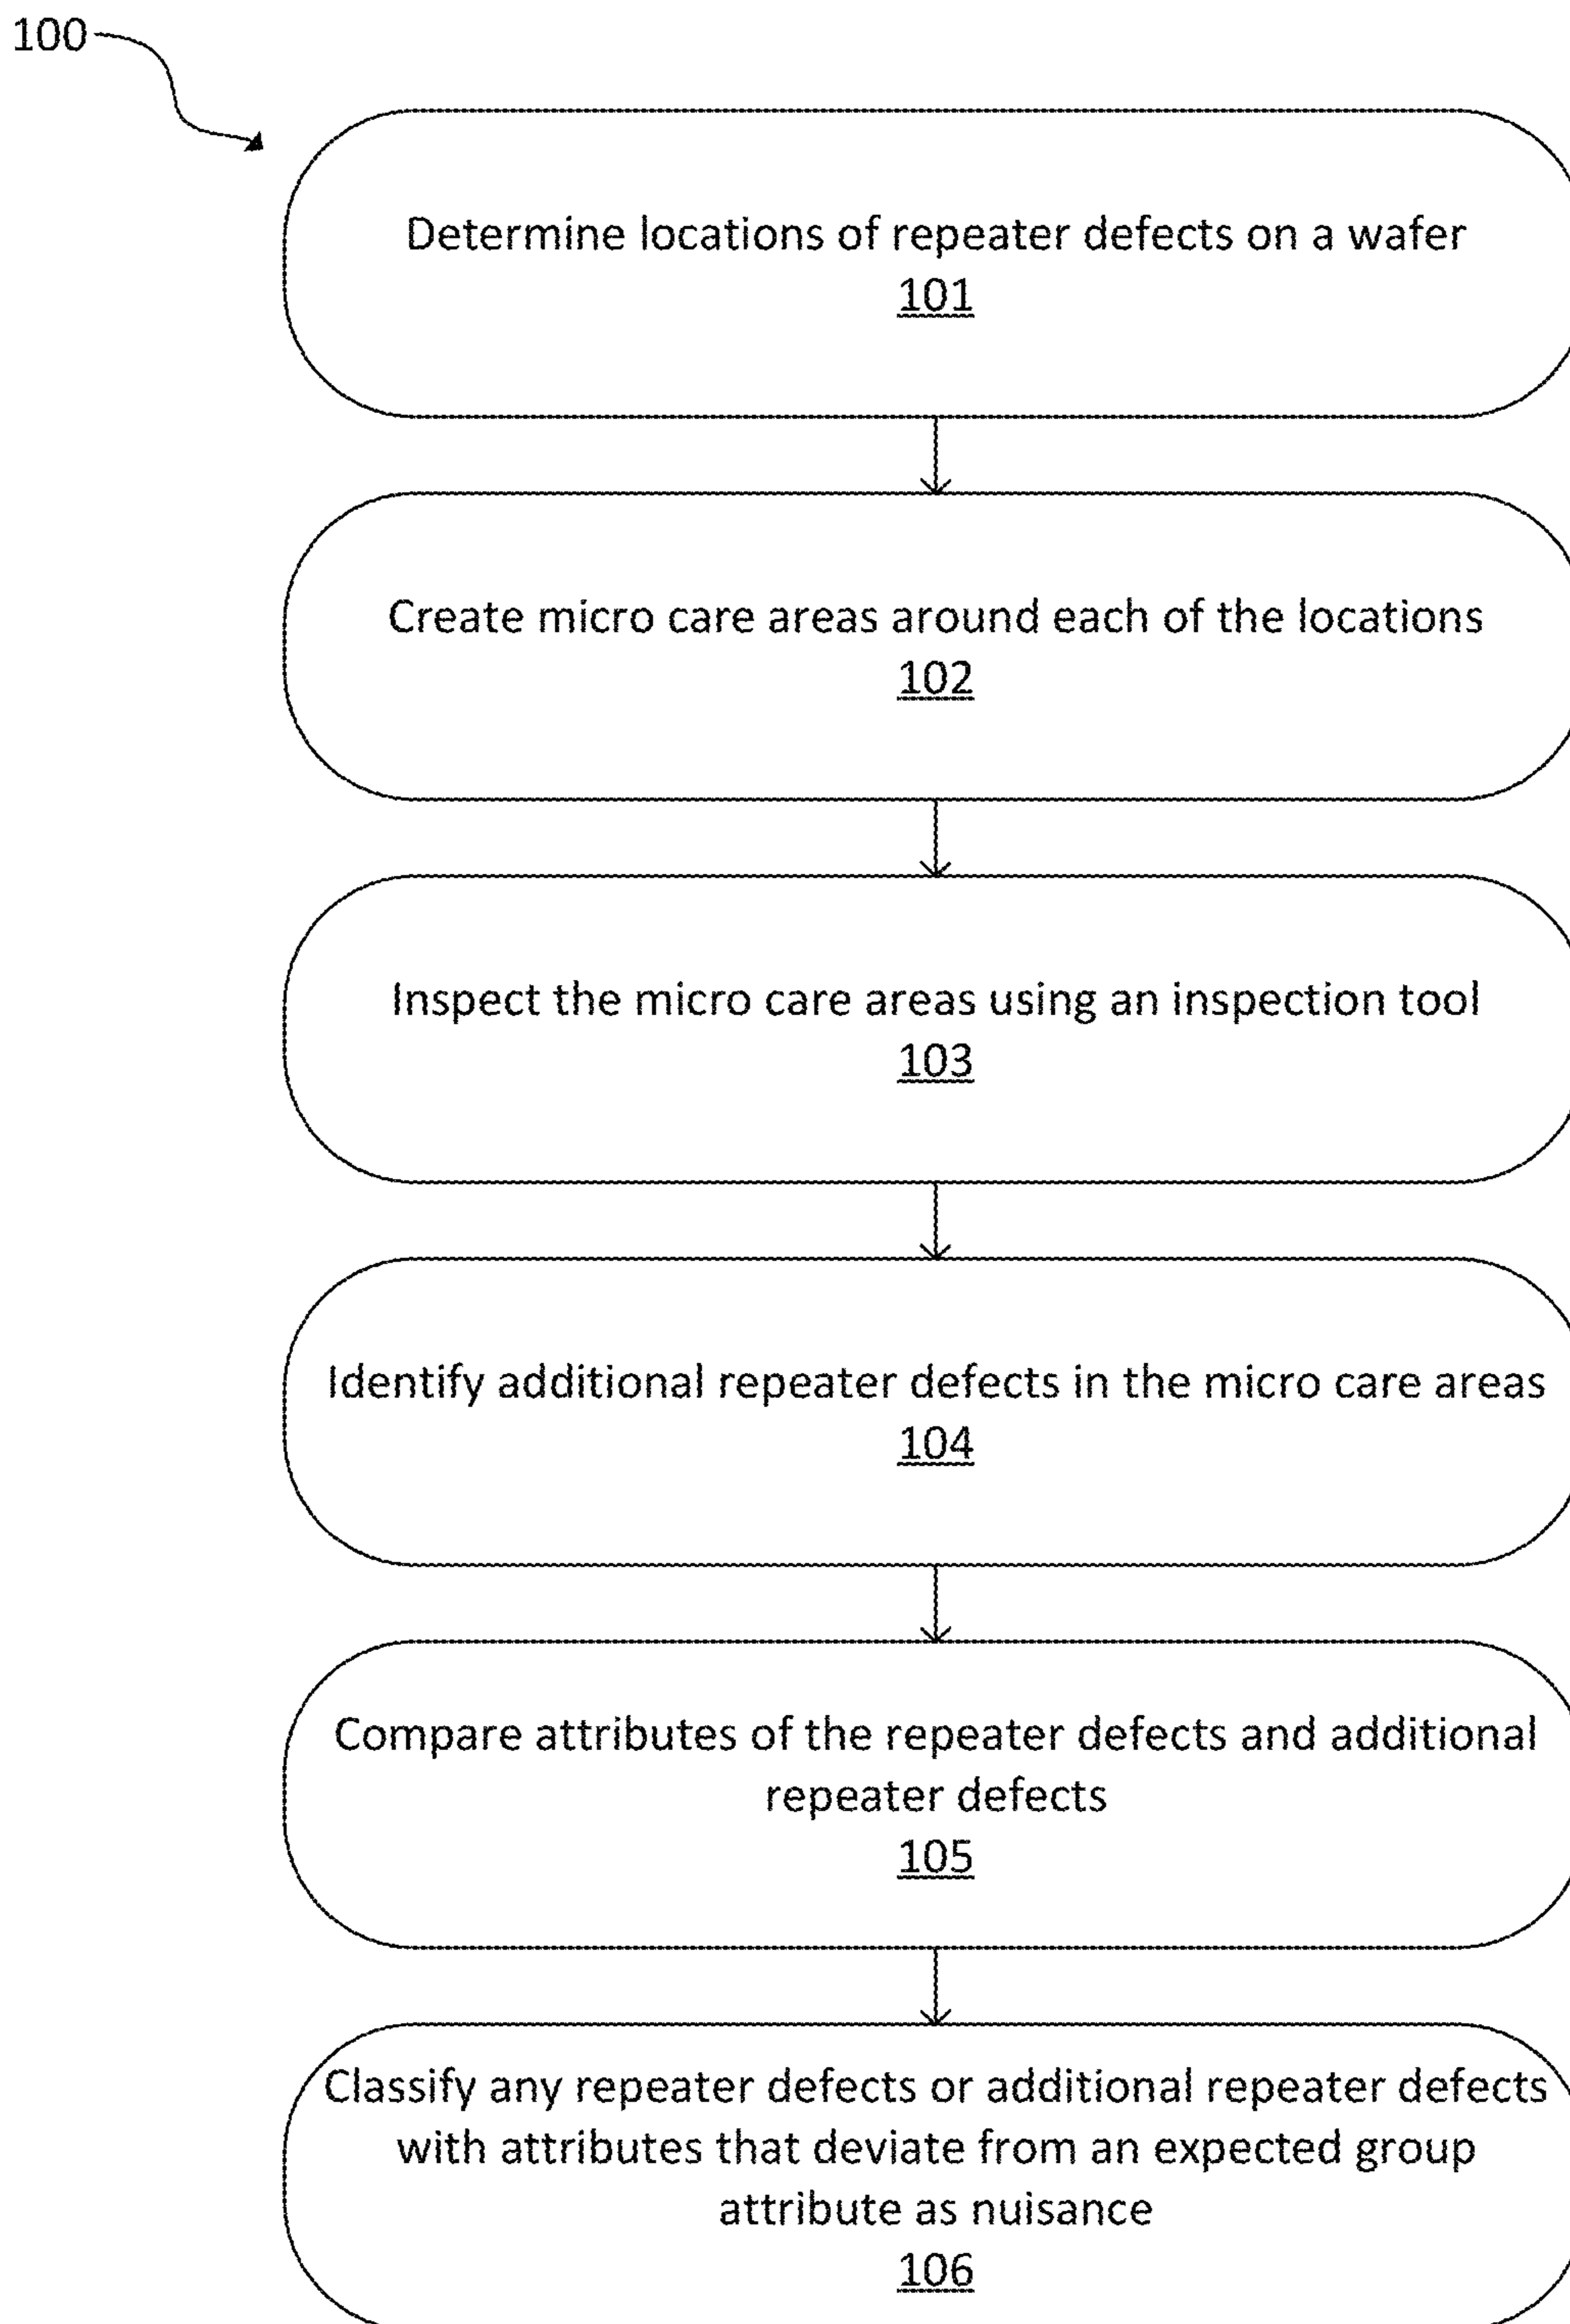 100
Determine locations of repeater defects on a wafer
101
Create micro care areas around each of the locations
102
Inspect the micro care areas using an inspection tool
103
Identify additional repeater defects in the micro care areas
104
Compare attributes of the repeater defects and additional
repeater defects
105
Classify any repeater defects or additional repeater defects
with attributes that deviate from an expected group
attribute as nuisance
106